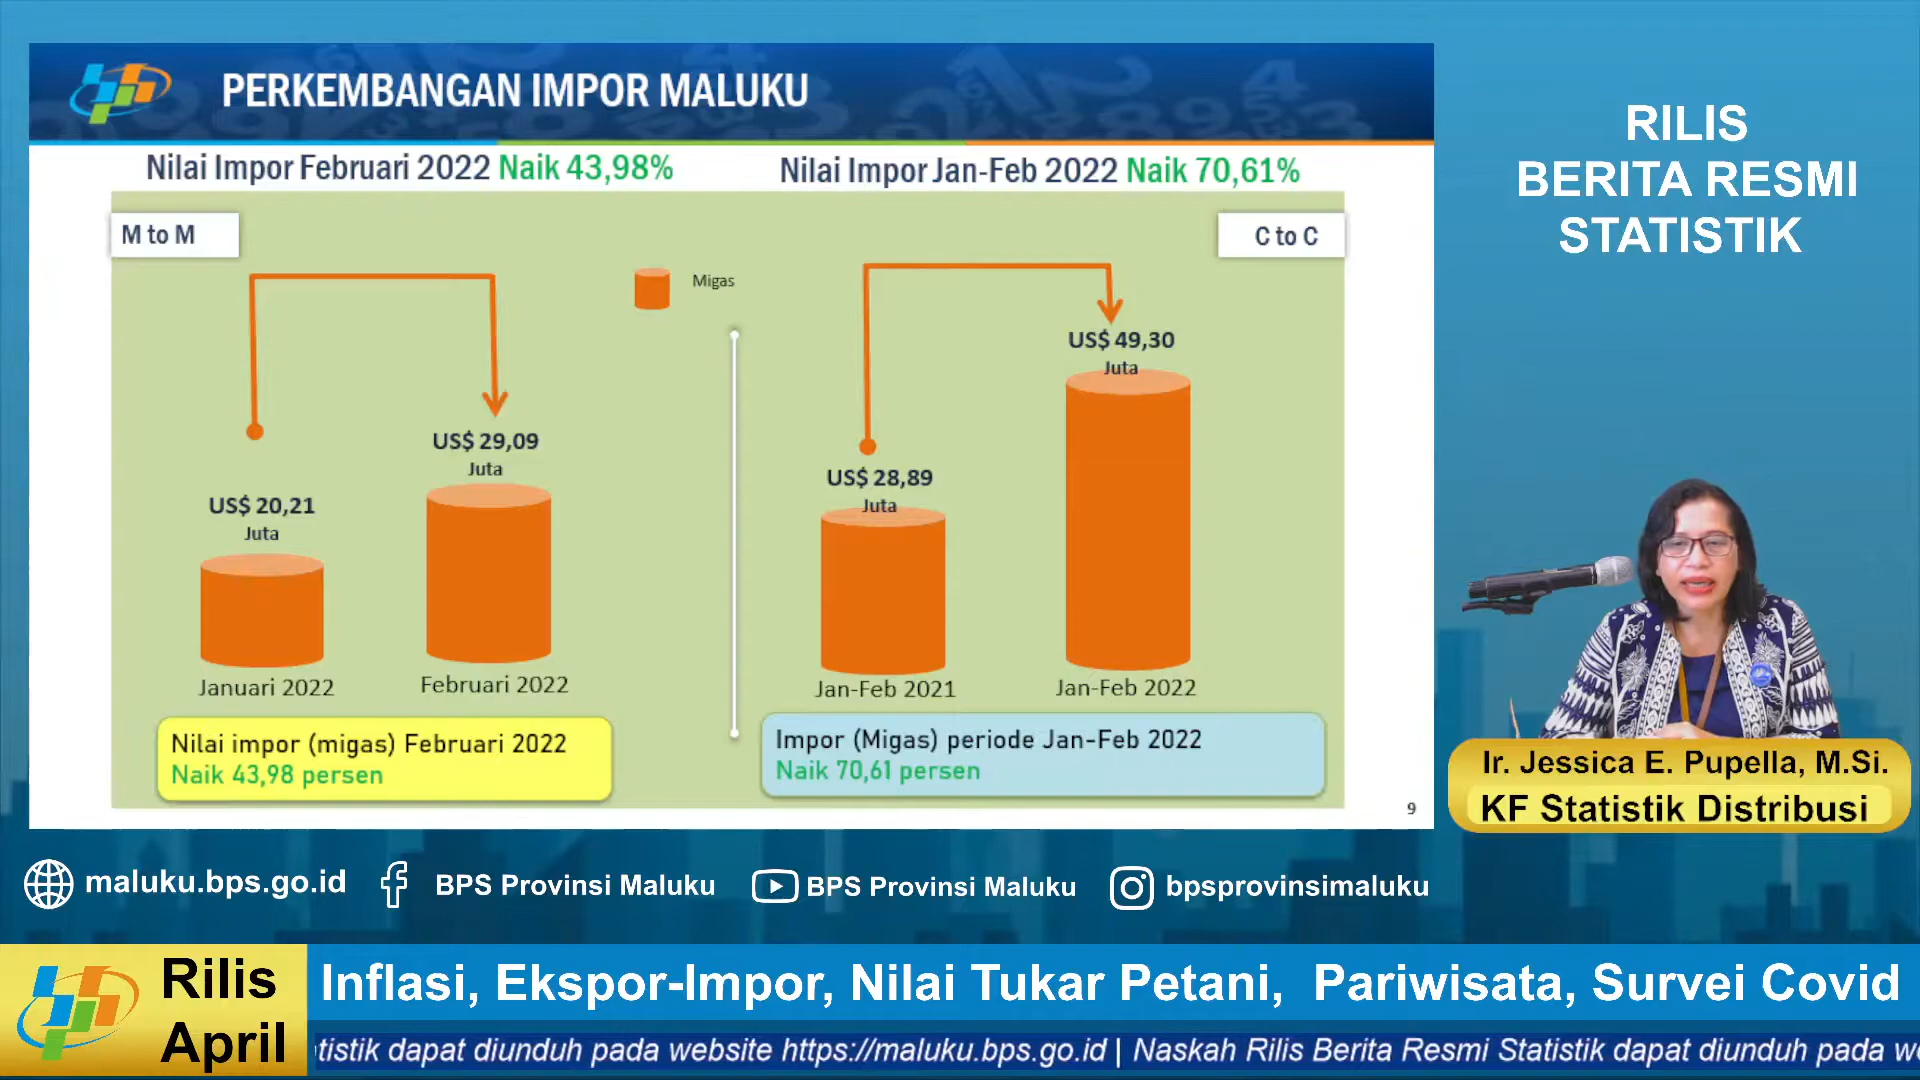 PERKEMBANGAN IMPOR MALUKU
Nilai Impor Februari 2022 Naik 43,98%
Nilai Impor Jan-Feb 2022 Naik 70,61%
M to M
C to C
Migas
US$ 20,21
Juta
US$ 29,09
Juta
US$ 28,89
Juta
US$ 49,30
Juta
Januari 2022
Februari 2022
Jan-Feb 2021
Jan-Feb 2022
Nilai impor (migas) Februari 2022
Naik 43,98 persen
Impor (Migas) periode Jan-Feb 2022
Naik 70,61 persen
9
RILIS
BERITA RESMI
STATISTIK
Ir. Jessica E. Pupella, M.Si.
KF Statistik Distribusi
maluku.bps.go.id
BPS Provinsi Maluku
BPS Provinsi Maluku
bpsprovinsimaluku
Rilis
April
Inflasi, Ekspor-Impor, Nilai Tukar Petani, Pariwisata, Survei Covid
tistik dapat diunduh pada website https://maluku.bps.go.id | Naskah Rilis Berita Resmi Statistik dapat diunduh pada we